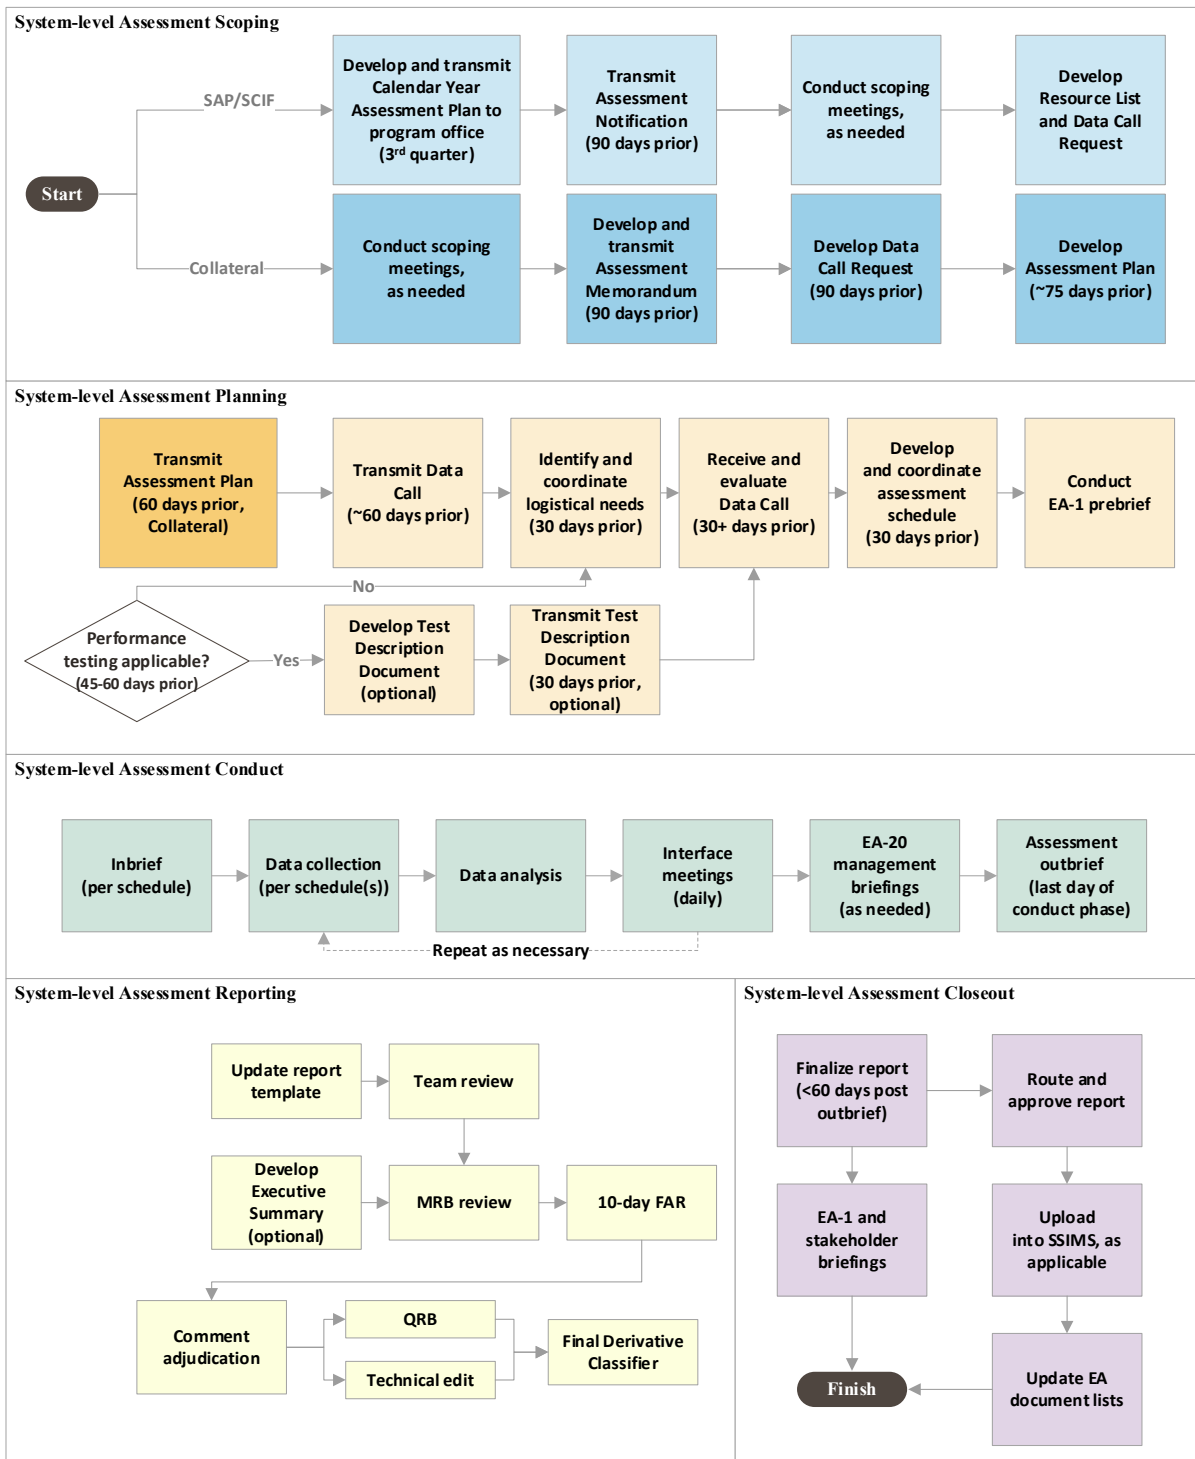 System-level Assessment Scoping
SAP/SCIF
Develop and transmit
Calendar Year
Assessment Plan to
program office
(3rd quarter)
Transmit
Assessment
Notification
(90 days prior)
Conduct scoping
meetings,
as needed
Develop
Resource List
and Data Call
Request
Start
Collateral
Conduct scoping
meetings,
as needed
Develop and
transmit
Assessment
Memorandum
(90 days prior)
Develop Data
Call Request
(90 days prior)
Develop
Assessment Plan
(~75 days prior)
System-level Assessment Planning
Transmit
Assessment Plan
(60 days prior,
Collateral)
Transmit Data
Call
(~60 days prior)
Identify and
coordinate
logistical needs
(30 days prior)
Receive and
evaluate
Data Call
(30+ days prior)
Develop
and coordinate
assessment
schedule
(30 days prior)
Conduct
EA-1 prebrief
No
Performance
testing applicable?
(45-60 days prior)
Yes
Develop Test
Description
Document
(optional)
Transmit Test
Description
Document
(30 days prior,
optional)
System-level Assessment Conduct
Inbrief
(per schedule)
Data collection
(per schedule(s))
Data analysis
Interface
meetings
(daily)
EA-20
management
briefings
(as needed)
Assessment
outbrief
(last day of
conduct phase)
Repeat as necessary
System-level Assessment Reporting
Update report
template
Team review
Develop
Executive
Summary
(optional)
MRB review
10-day FAR
Comment
adjudication
QRB
Technical edit
Final Derivative
Classifier
System-level Assessment Closeout
Finalize report
(<60 days post
outbrief)
Route and
approve report
EA-1 and
stakeholder
briefings
Upload
into SSIMS, as
applicable
Finish
Update EA
document lists